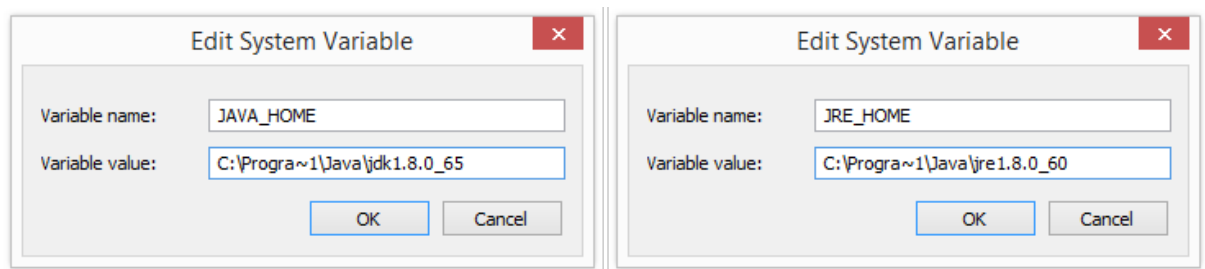 Edit System Variable
Variable name: JAVA_HOME
Variable value: C:\Progra~1\Java\jdk1.8.0_65
OK Cancel
Edit System Variable
Variable name: JRE_HOME
Variable value: C:\Progra~1\Java\jre1.8.0_60
OK Cancel